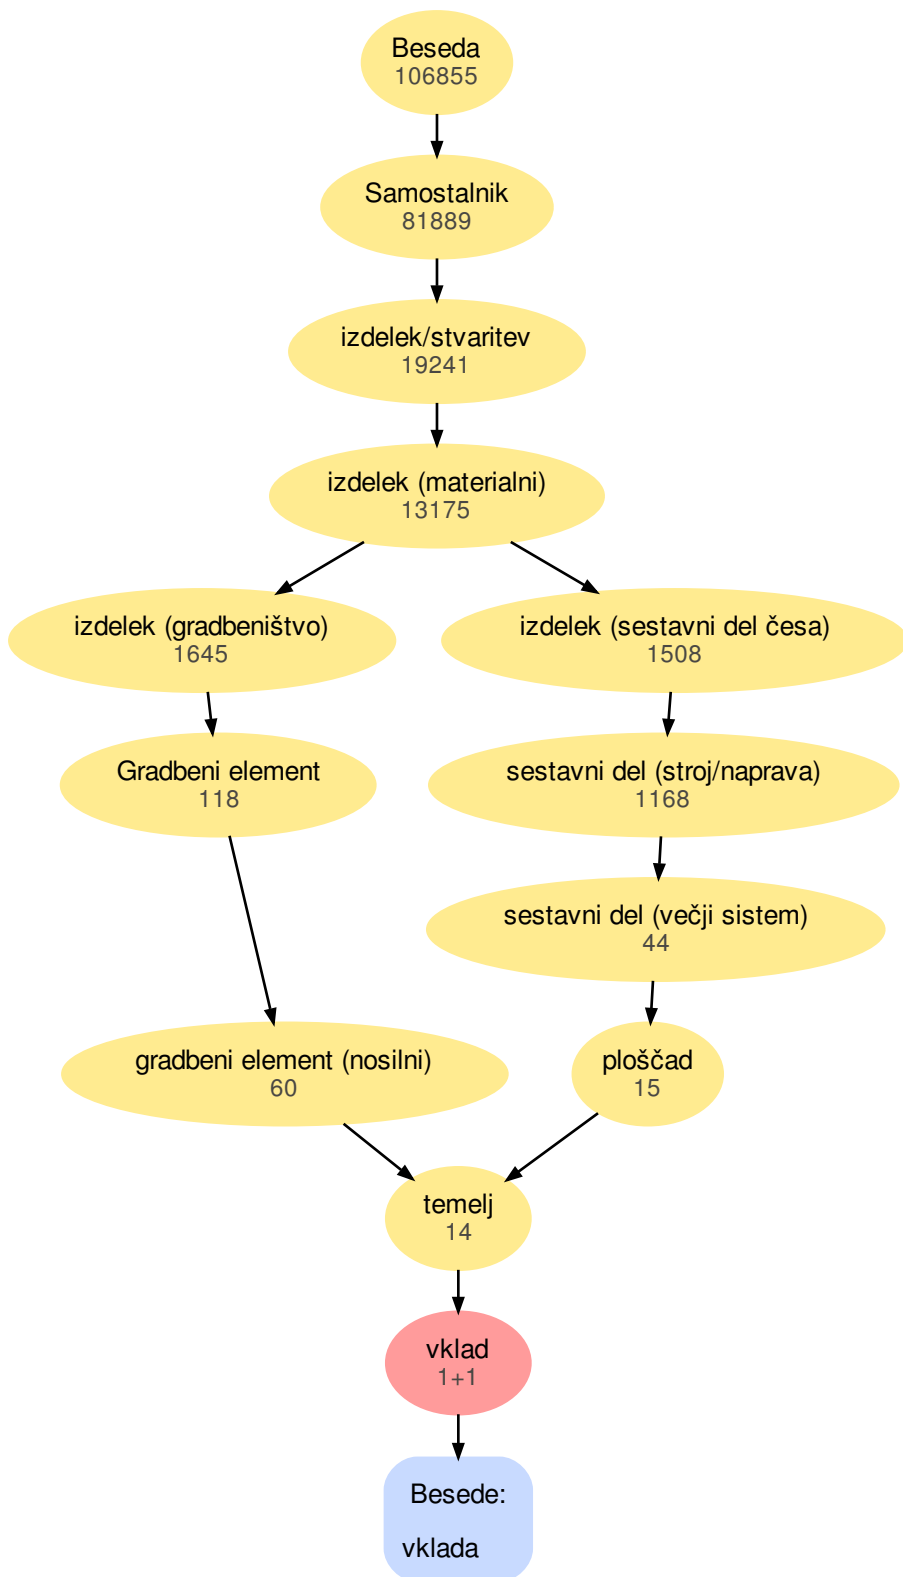 Beseda
106855
Samostalnik
81889
izdelek/stvaritev
19241
izdelek (materialni)
13175
izdelek (gradbeništvo)
1645
izdelek (sestavni del česa)
1508
Gradbeni element
118
sestavni del (stroj/naprava)
1168
sestavni del (večji sistem)
44
gradbeni element (nosilni)
60
ploščad
15
temelj
14
vklad
1+1
Besede:
vklada